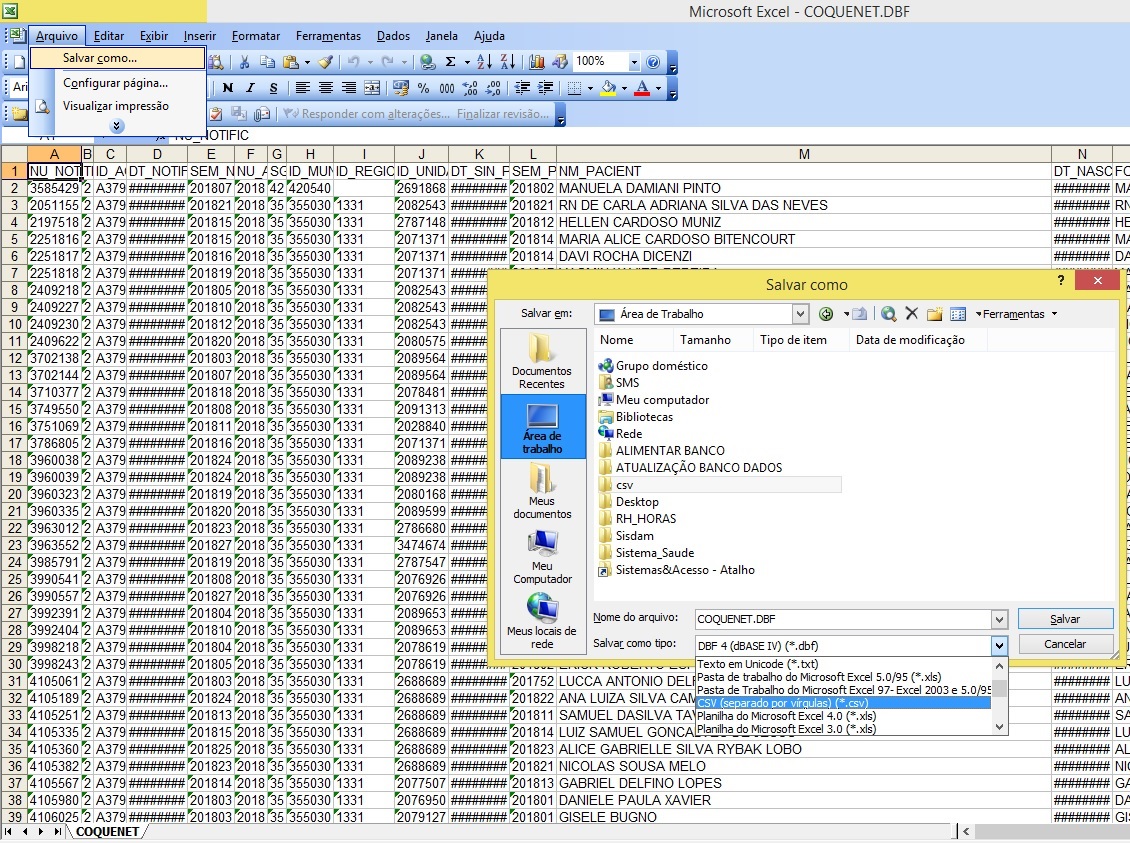 Microsoft Excel - COQUENET.DBF
Arquivo Editar Exibir Inserir Formatar Ferramentas Dados Janela Ajuda
Salvar como...
Configurar página...
Visualizar impressão
100%
Ari
N I S
% 000
Responder com alterações... Finalizar revisão...
NU_NOTIFIC
A B C D E F G H I J K L M N
1 NU_NOT TI ID_AG DT_NOTIF SEM_N NU_A SG ID_MUN ID_REGIO ID_UNIDA DT_SIN_P SEM_P NM_PACIENT DT_NASC FO
2 3585429 2 A379 ######## 201807 2018 42 420540 2691868 ######## 201802 MANUELA DAMIANI PINTO ######## MA
3 2051155 2 A379 ######## 201821 2018 35 355030 1331 2082543 ######## 201821 RN DE CARLA ADRIANA SILVA DAS NEVES ######## RN
4 2197518 2 A379 ######## 201815 2018 35 355030 1331 2787148 ######## 201812 HELLEN CARDOSO MUNIZ ######## HE
5 2251816 2 A379 ######## 201815 2018 35 355030 1331 2071371 ######## 201814 MARIA ALICE CARDOSO BITENCOURT ######## MA
6 2251817 2 A379 ######## 201816 2018 35 355030 1331 2071371 ######## 201814 DAVI ROCHA DICENZI ######## DA
7 2251818 2 A379 ######## 201819 2018 35 355030 1331 2071371
8 2409218 2 A379 ######## 201805 2018 35 355030 1331 2082543
9 2409227 2 A379 ######## 201810 2018 35 355030 1331 2082543
10 2409230 2 A379 ######## 201812 2018 35 355030 1331 2082543
11 2409622 2 A379 ######## 201820 2018 35 355030 1331 2080575
12 3702138 2 A379 ######## 201803 2018 35 355030 1331 2089564
13 3702144 2 A379 ######## 201807 2018 35 355030 1331 2089564
14 3710377 2 A379 ######## 201818 2018 35 355030 1331 2078481
15 3749550 2 A379 ######## 201808 2018 35 355030 1331 2091313
16 3751069 2 A379 ######## 201811 2018 35 355030 1331 2028840
17 3786805 2 A379 ######## 201816 2018 35 355030 1331 2071371
18 3960038 2 A379 ######## 201824 2018 35 355030 1331 2089238
19 3960039 2 A379 ######## 201824 2018 35 355030 1331 2089238
20 3960323 2 A379 ######## 201819 2018 35 355030 1331 2080168
21 3960335 2 A379 ######## 201820 2018 35 355030 1331 2089599
22 3963012 2 A379 ######## 201823 2018 35 355030 1331 2786680
23 3963552 2 A379 ######## 201827 2018 35 355030 1331 3474674
24 3985791 2 A379 ######## 201819 2018 35 355030 1331 2787547
25 3990541 2 A379 ######## 201808 2018 35 355030 1331 2076926
26 3990557 2 A379 ######## 201827 2018 35 355030 1331 2076926
27 3992391 2 A379 ######## 201804 2018 35 355030 1331 2089653
28 3992404 2 A379 ######## 201810 2018 35 355030 1331 2089653
29 3998218 2 A379 ######## 201804 2018 35 355030 1331 2078619
30 3998243 2 A379 ######## 201805 2018 35 355030 1331 2078619
31 4105061 2 A379 ######## 201803 2018 35 355030 1331 2688689 ######## 201752 LUCCA ANTONIO DELF
32 4105189 2 A379 ######## 201824 2018 35 355030 1331 2688689 ######## 201822 ANA LUIZA SILVA CAM
33 4105251 2 A379 ######## 201813 2018 35 355030 1331 2688689 ######## 201811 SAMUEL DASILVA TAV
34 4105335 2 A379 ######## 201815 2018 35 355030 1331 2688689 ######## 201814 LUIZ SAMUEL GONCA
35 4105360 2 A379 ######## 201825 2018 35 355030 1331 2688689 ######## 201823 ALICE GABRIELLE SILVA RYBAK LOBO ######## AL
36 4105382 2 A379 ######## 201823 2018 35 355030 1331 2688689 ######## 201821 NICOLAS SOUSA MELO ######## NIC
37 4105567 2 A379 ######## 201814 2018 35 355030 1331 2077507 ######## 201813 GABRIEL DELFINO LOPES ######## GA
38 4105980 2 A379 ######## 201803 2018 35 355030 1331 2076950 ######## 201801 DANIELE PAULA XAVIER ######## DA
39 4106025 2 A379 ######## 201803 2018 35 355030 1331 2079127 ######## 201801 GISELE BUGNO ######## GIS
COQUENET
Salvar como
Salvar em: Área de Trabalho Ferramentas
Nome Tamanho Tipo de item Data de modificação
Documentos Recentes
Área de trabalho
Meus documentos
Meu Computador
Meus locais de rede
Grupo doméstico
SMS
Meu computador
Bibliotecas
Rede
ALIMENTAR BANCO
ATUALIZAÇÃO BANCO DADOS
csv
Desktop
RH_HORAS
Sisdam
Sistema_Saude
Sistemas&Acesso - Atalho
Nome do arquivo: COQUENET.DBF Salvar
Salvar como tipo: DBF 4 (dBASE IV) (*.dbf) Cancelar
Texto em Unicode (*.txt)
Pasta de trabalho do Microsoft Excel 5.0/95 (*.xls)
Pasta de Trabalho do Microsoft Excel 97- Excel 2003 e 5.0/95
CSV (separado por vírgulas) (*.csv)
Planilha do Microsoft Excel 4.0 (*.xls)
Planilha do Microsoft Excel 3.0 (*.xls)